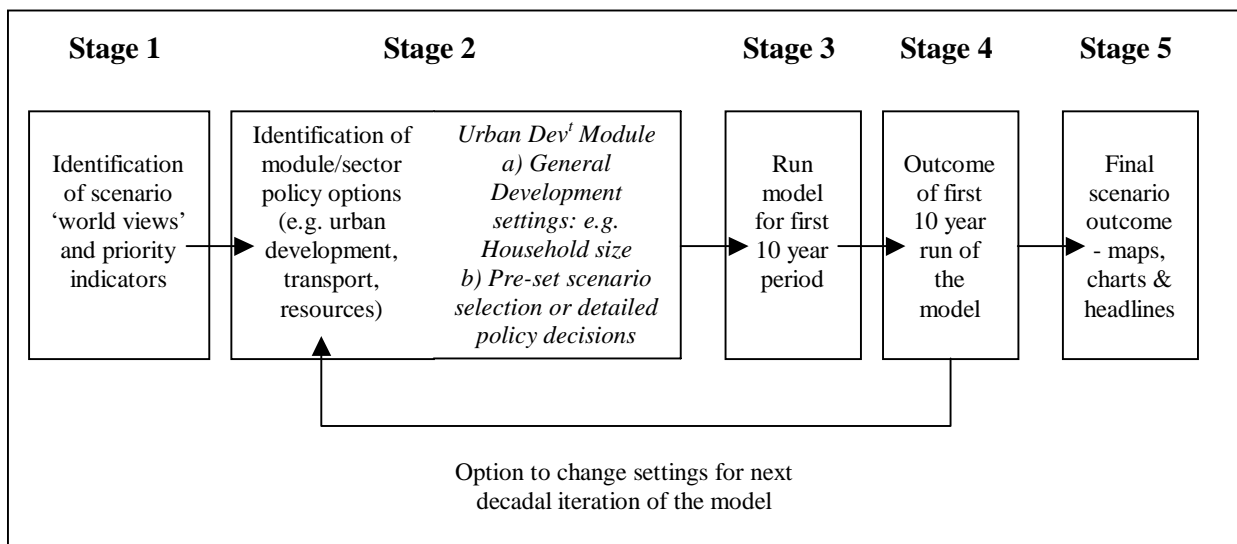 Stage 1
Stage 2
Stage 3
Stage 4
Stage 5
Identification
of scenario
‘world views’
and priority
indicators
Identification of
module/sector
policy options
(e.g. urban
development,
transport,
resources)
Urban Devᵗ Module
a) General
Development
settings: e.g.
Household size
b) Pre-set scenario
selection or detailed
policy decisions
Run
model for
first
10 year
period
Outcome
of first
10 year
run of
the
model
Final
scenario
outcome
- maps,
charts &
headlines
Option to change settings for next
decadal iteration of the model